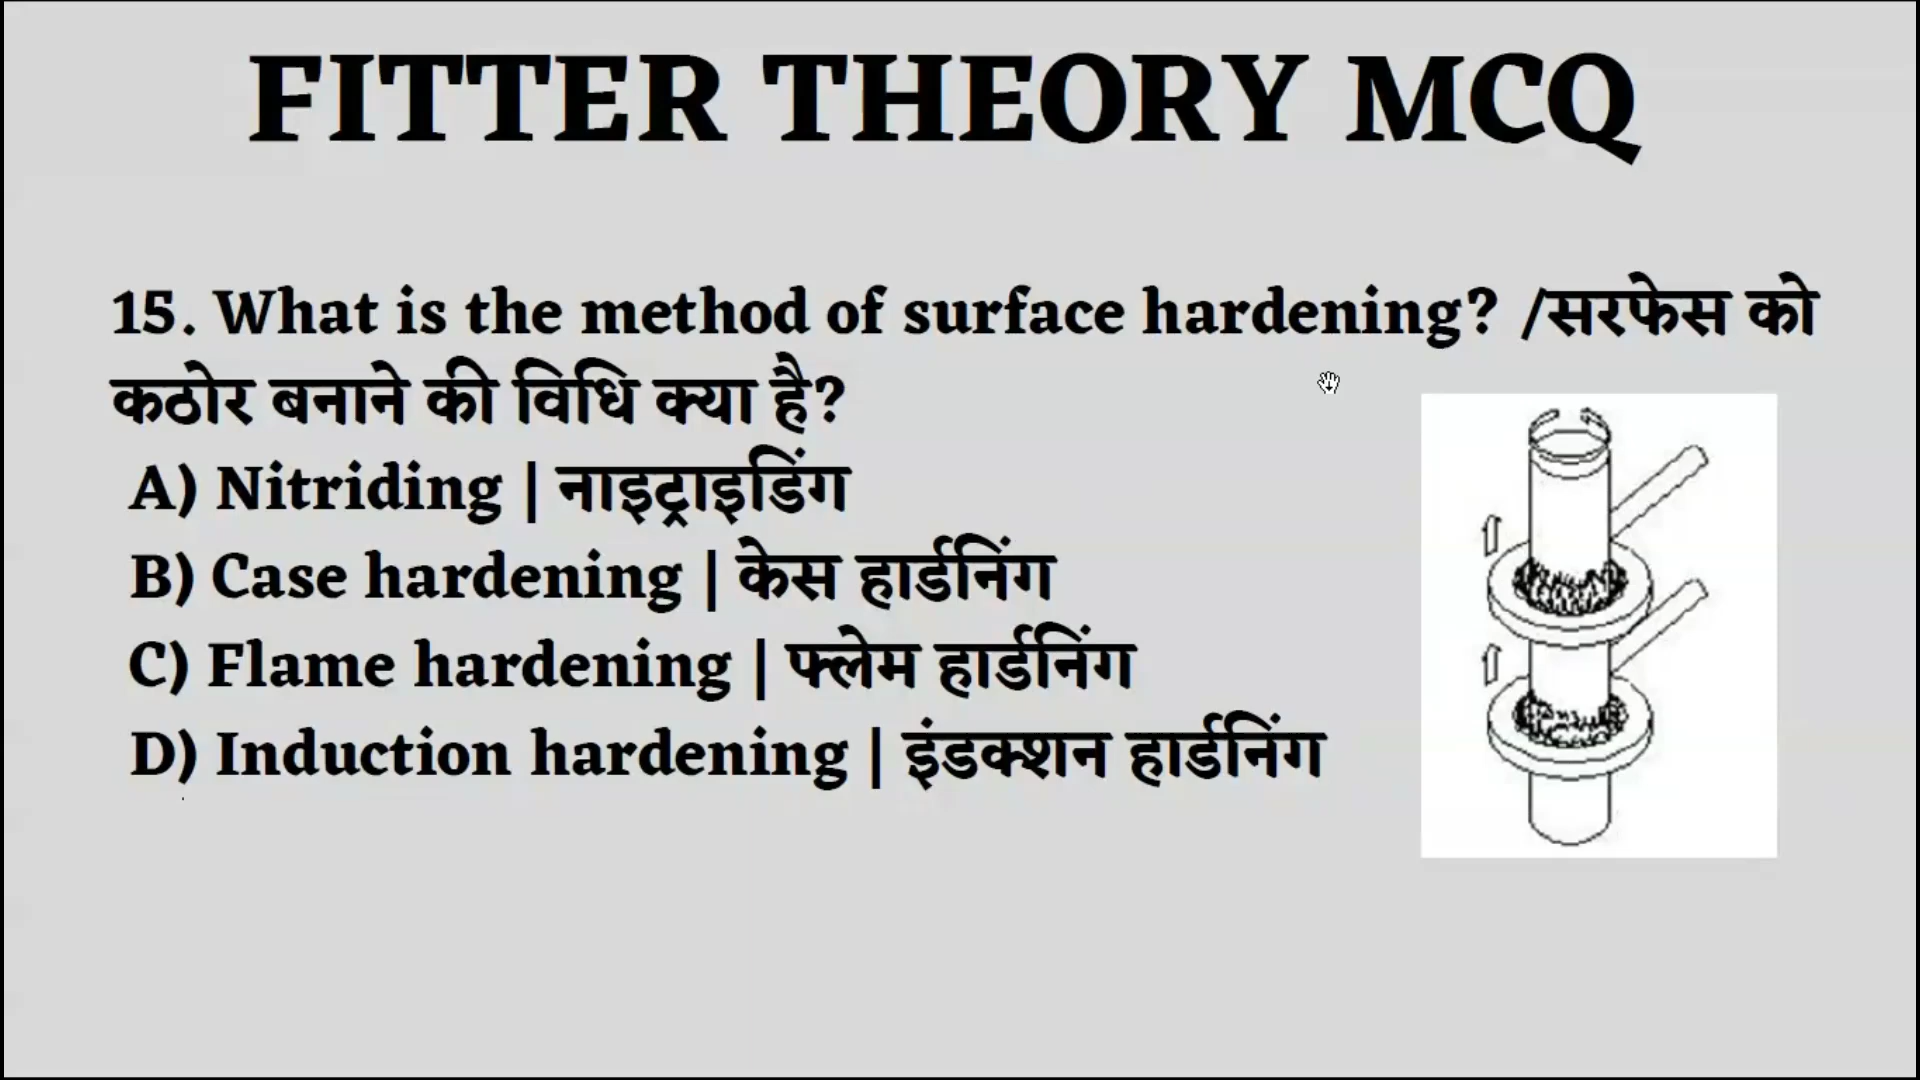 FITTER THEORY MCQ
15. What is the method of surface hardening? /सरफेस को
कठोर बनाने की विधि क्या है?
A) Nitriding | नाइट्राइडिंग
B) Case hardening | केस हार्डनिंग
C) Flame hardening | फ्लेम हार्डनिंग
D) Induction hardening | इंडक्शन हार्डनिंग